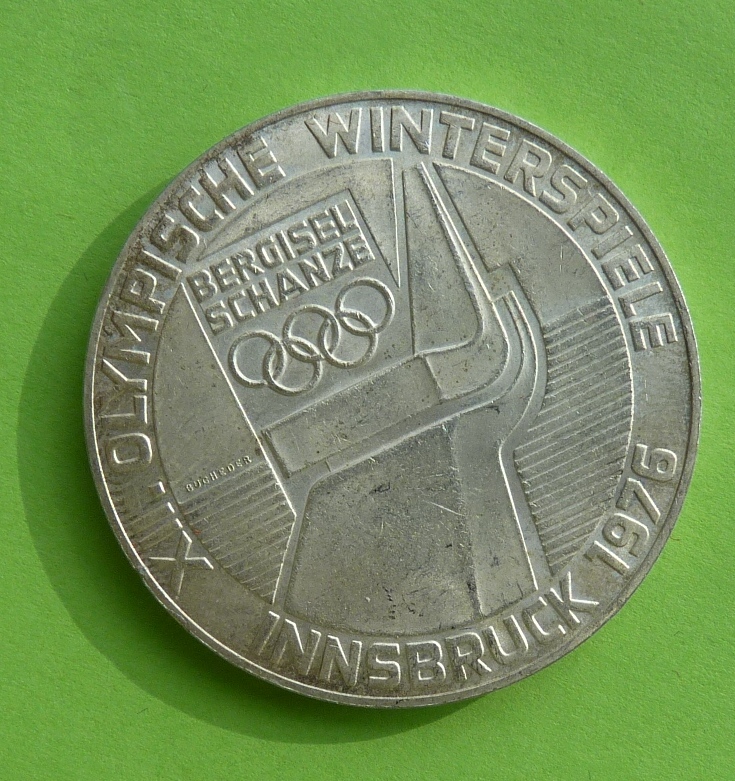 XII. OLYMPISCHE WINTERSPIELE
INNSBRUCK 1976
BERGISEL
SCHANZE